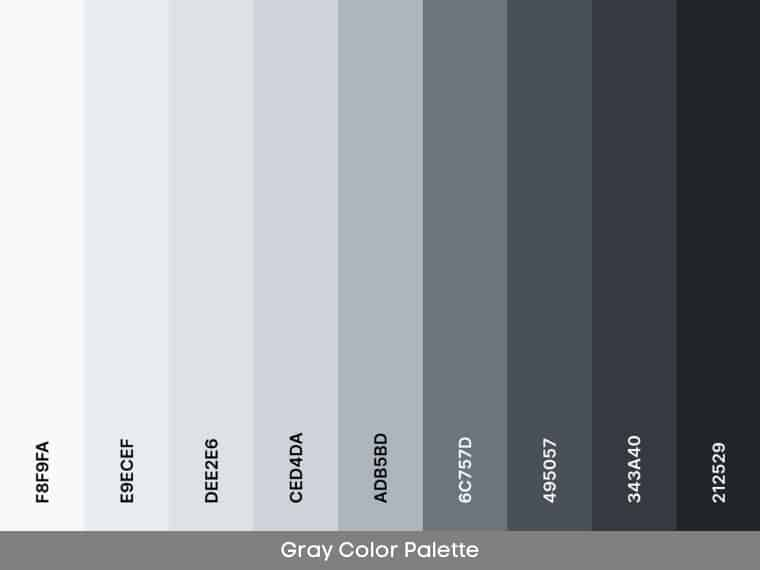 F8F9FA
E9ECEF
DEE2E6
CED4DA
ADB5BD
6C757D
495057
343A40
212529
Gray Color Palette